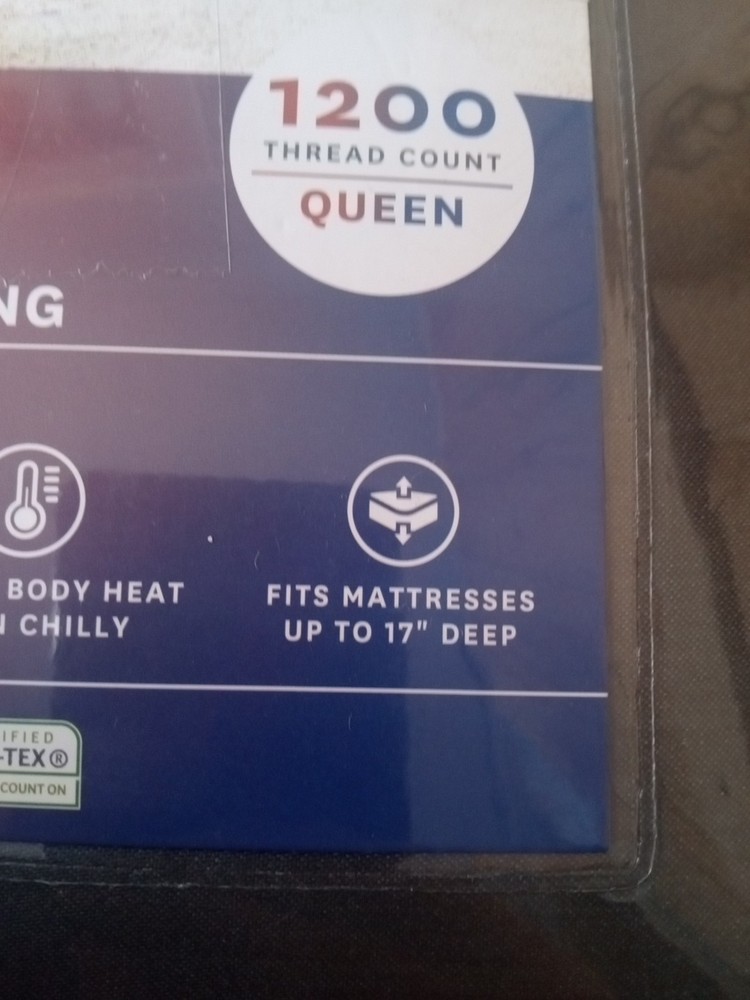 1200
THREAD COUNT
QUEEN
NG
BODY HEAT
N CHILLY
FITS MATTRESSES
UP TO 17" DEEP
IFIED
-TEX®
COUNT ON